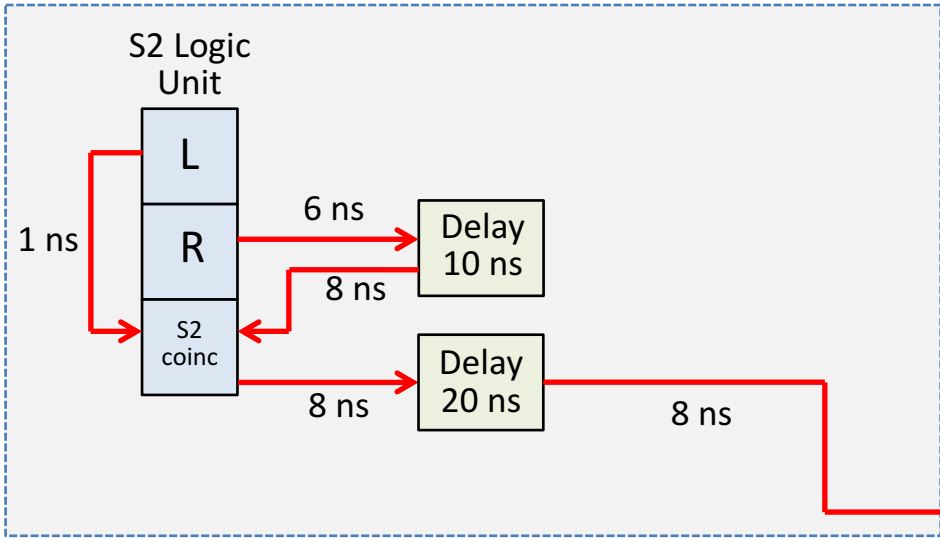 S2 Logic
Unit
L
R
S2
coinc
1 ns
6 ns
8 ns
Delay
10 ns
8 ns
Delay
20 ns
8 ns